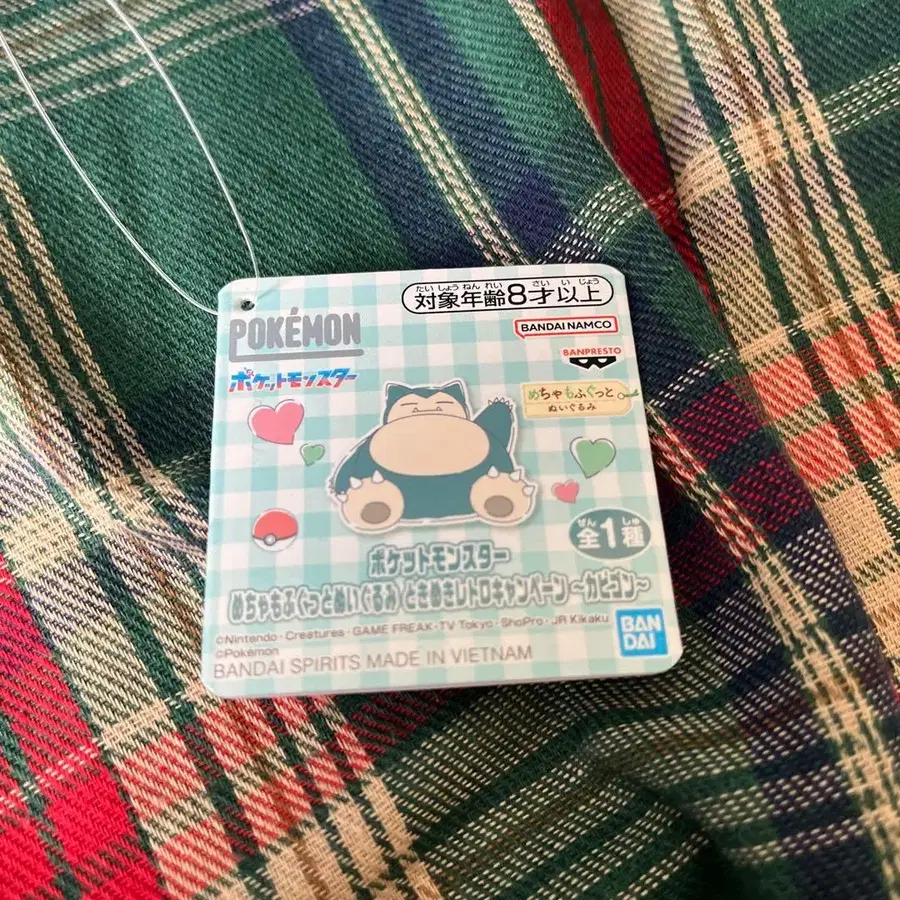 たいしょうねんれい さいいじょう
対象年齢8才以上
POKÉMON
BANDAI NAMCO
BANPRESTO
ポケットモンスター
めちゃもふぐっと
ぬいぐるみ
ぜん しゅ
全1種
ポケットモンスター
めちゃもふぐっとぬいぐるみ ときめきレトロキャンペーン ~カビゴン~
©Nintendo・Creatures・GAME FREAK・TV Tokyo・ShoPro・JR Kikaku
©Pokémon
BANDAI SPIRITS MADE IN VIETNAM
BAN
DAI